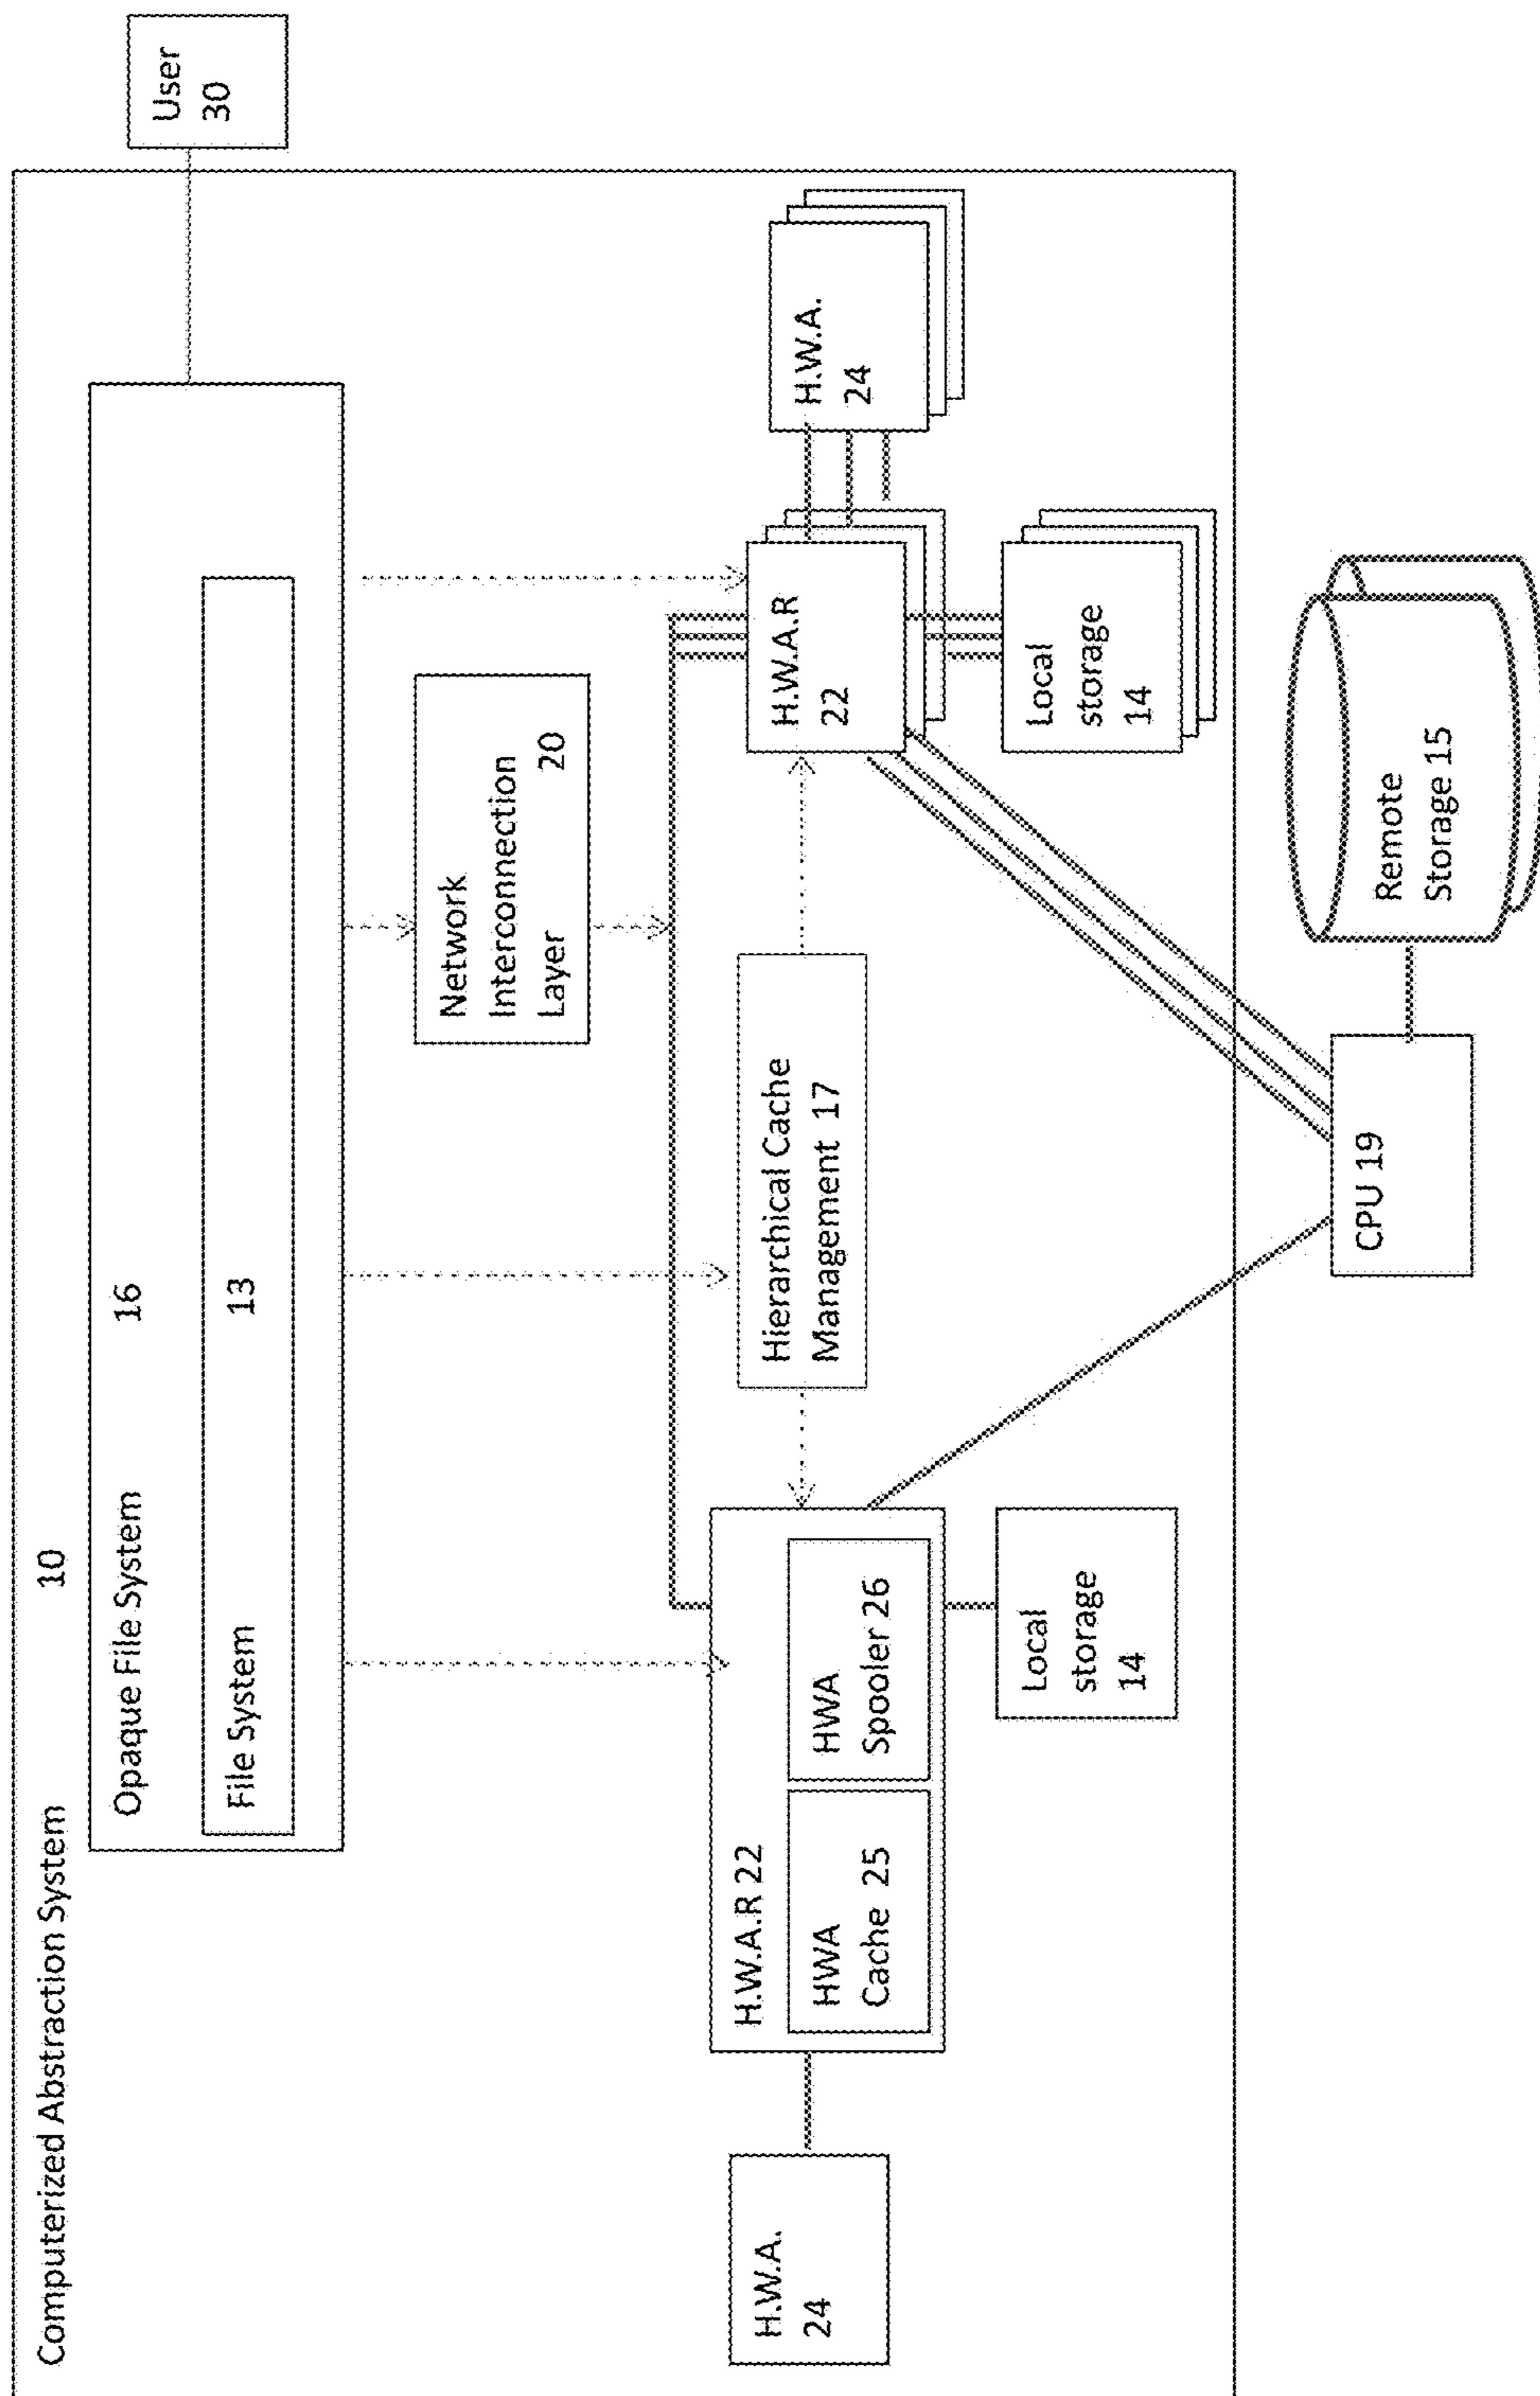 Computerized Abstraction System 10
User
30
Opaque File System 16
File System 13
Network
Interconnection
Layer 20
H.W.A.
24
H.W.A.R 22
HWA
Cache 25
HWA
Spooler 26
Hierarchical Cache
Management 17
H.W.A.R
22
H.W.A.
24
Local
storage
14
Local
storage
14
CPU 19
Remote
Storage 15